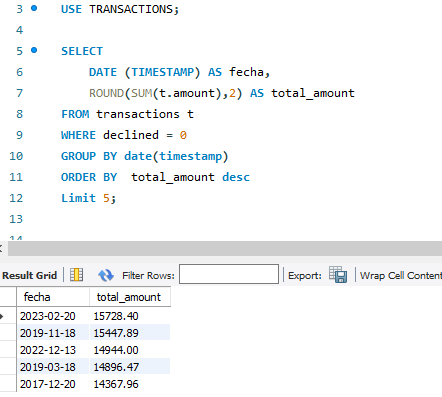 3 USE TRANSACTIONS;
4
5 SELECT
6 DATE (TIMESTAMP) AS fecha,
7 ROUND(SUM(t.amount),2) AS total_amount
8 FROM transactions t
9 WHERE declined = 0
10 GROUP BY date(timestamp)
11 ORDER BY total_amount desc
12 Limit 5;
13
14
Result Grid Filter Rows: Export: Wrap Cell Content
fecha total_amount
2023-02-20 15728.40
2019-11-18 15447.89
2022-12-13 14944.00
2019-03-18 14896.47
2017-12-20 14367.96